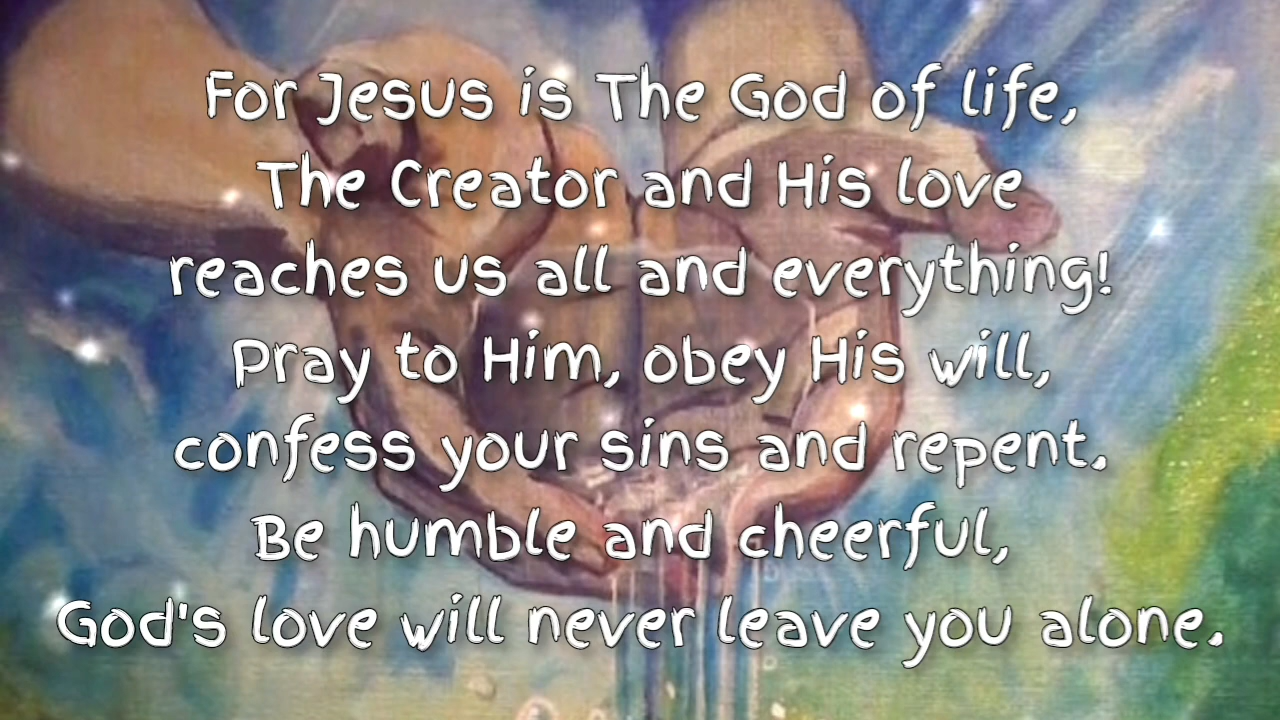 For Jesus is The God of life,
The Creator and His love
reaches us all and everything!
Pray to Him, obey His will,
confess your sins and repent.
Be humble and cheerful,
God's love will never leave you alone.